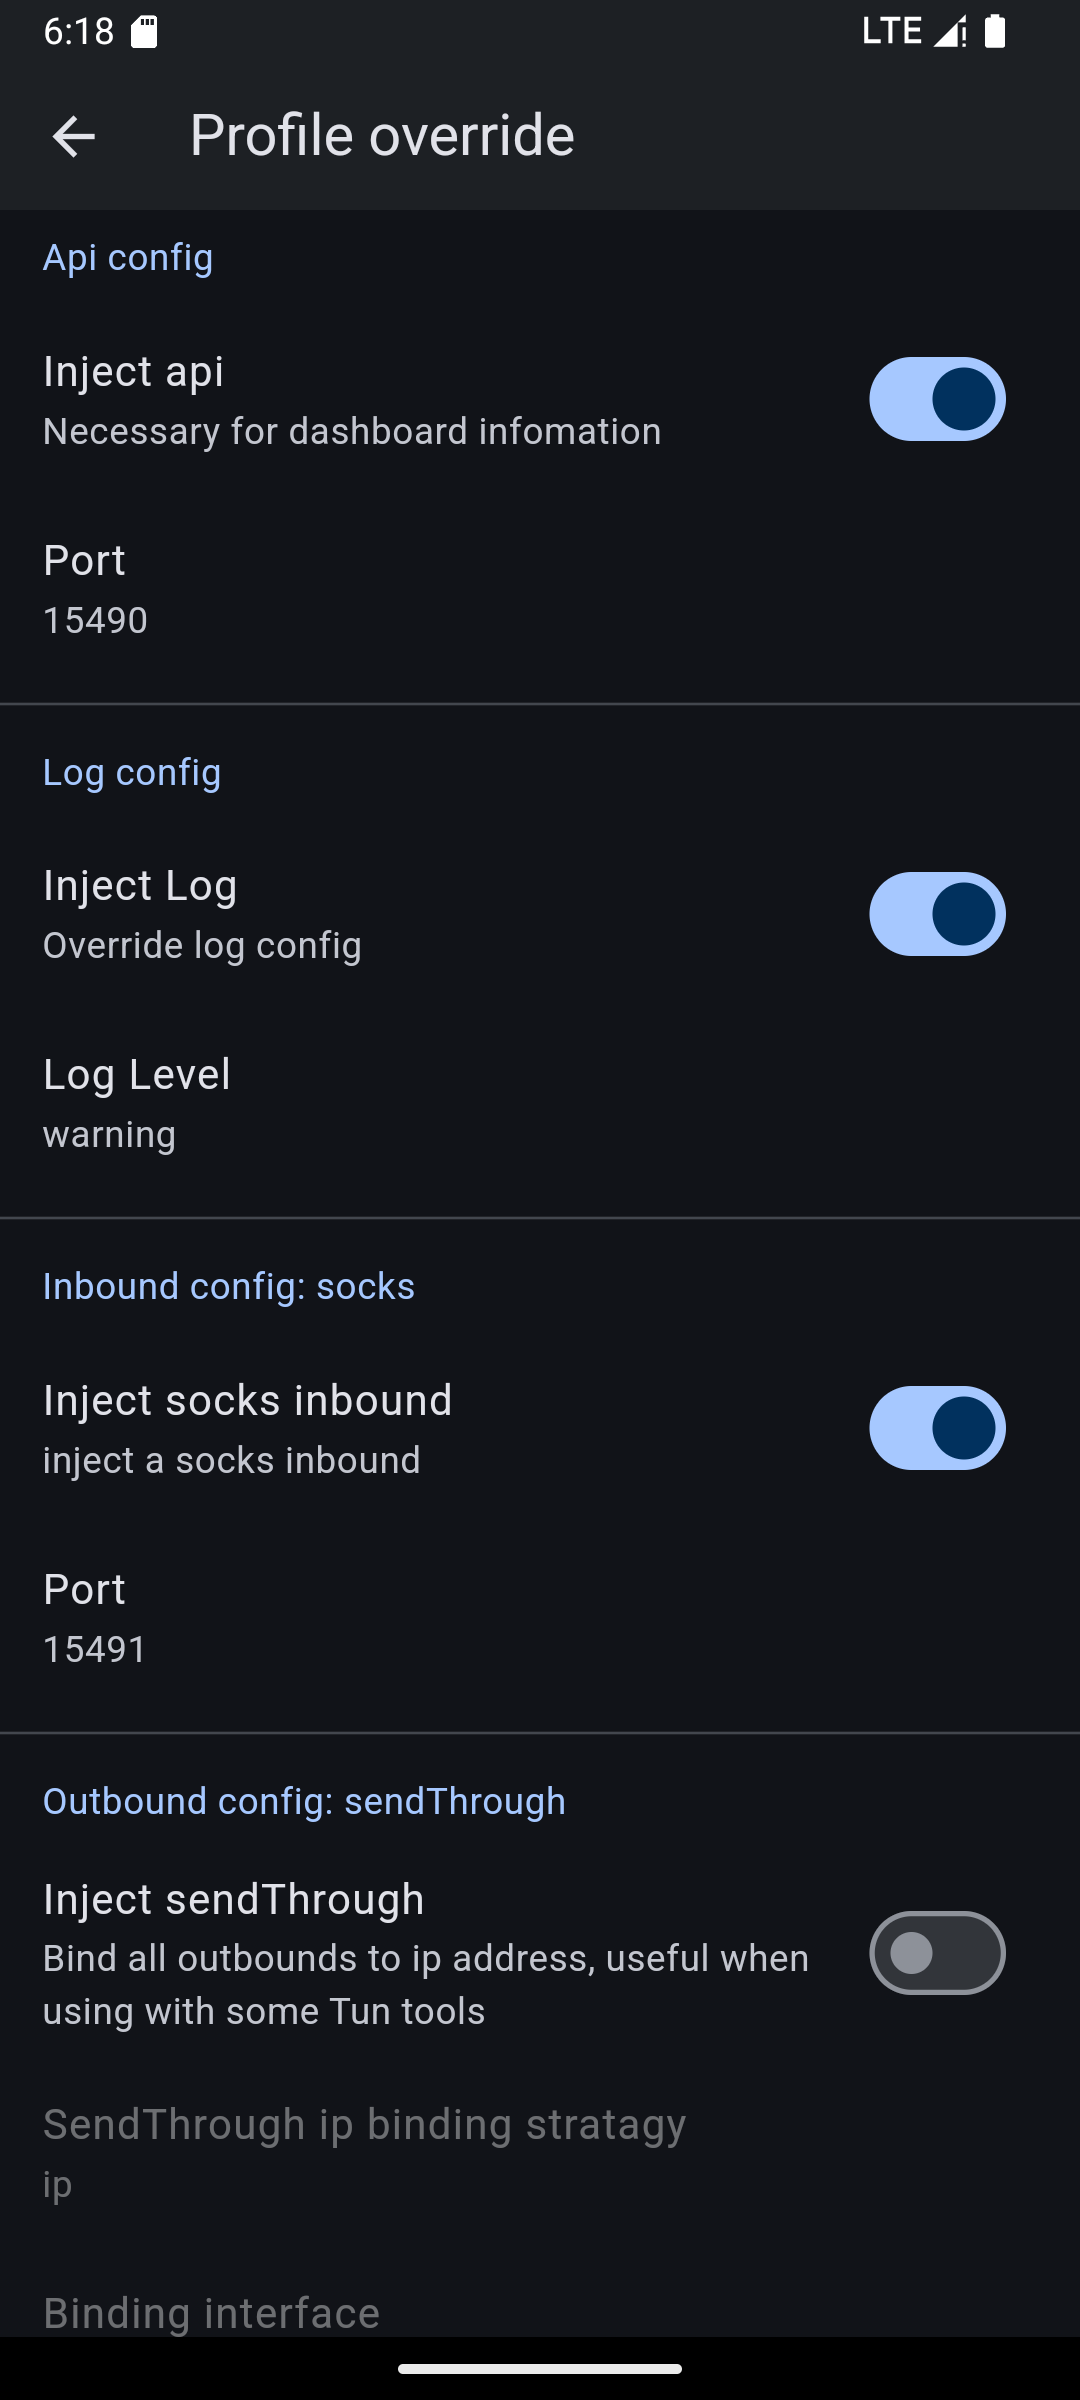 6:18
LTE
Profile override
Api config
Inject api
Necessary for dashboard infomation
Port
15490
Log config
Inject Log
Override log config
Log Level
warning
Inbound config: socks
Inject socks inbound
inject a socks inbound
Port
15491
Outbound config: sendThrough
Inject sendThrough
Bind all outbounds to ip address, useful when
using with some Tun tools
SendThrough ip binding stratagy
ip
Binding interface